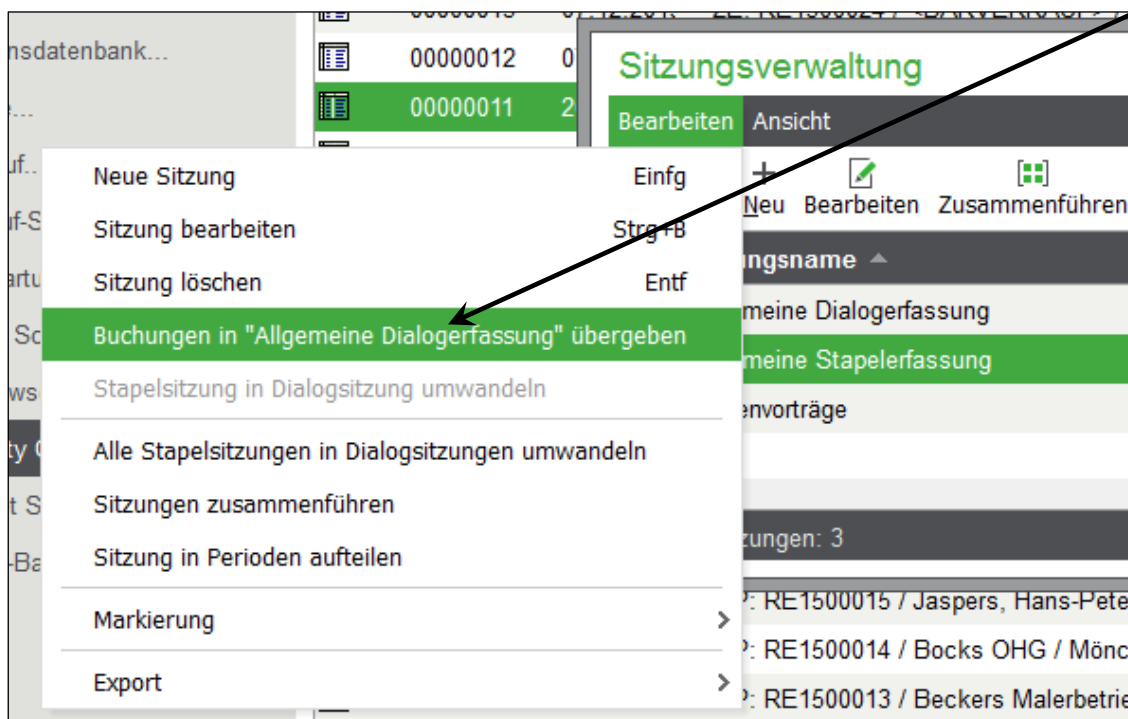 nsdatenbank...
00000012
Sitzungsverwaltung
00000011
Bearbeiten Ansicht
Neue Sitzung Einfg
Neu Bearbeiten Zusammenführen
Sitzung bearbeiten Strg+B
ingsname
Sitzung löschen Entf
meine Dialogerfassung
Buchungen in "Allgemeine Dialogerfassung" übergeben
meine Stapelerfassung
Stapelsitzung in Dialogsitzung umwandeln
envorträge
Alle Stapelsitzungen in Dialogsitzungen umwandeln
Sitzungen zusammenführen
zungen: 3
Sitzung in Perioden aufteilen
RE1500015 / Jaspers, Hans-Pete
Markierung
RE1500014 / Bocks OHG / Mönc
Export
RE1500013 / Beckers Malerbetrie